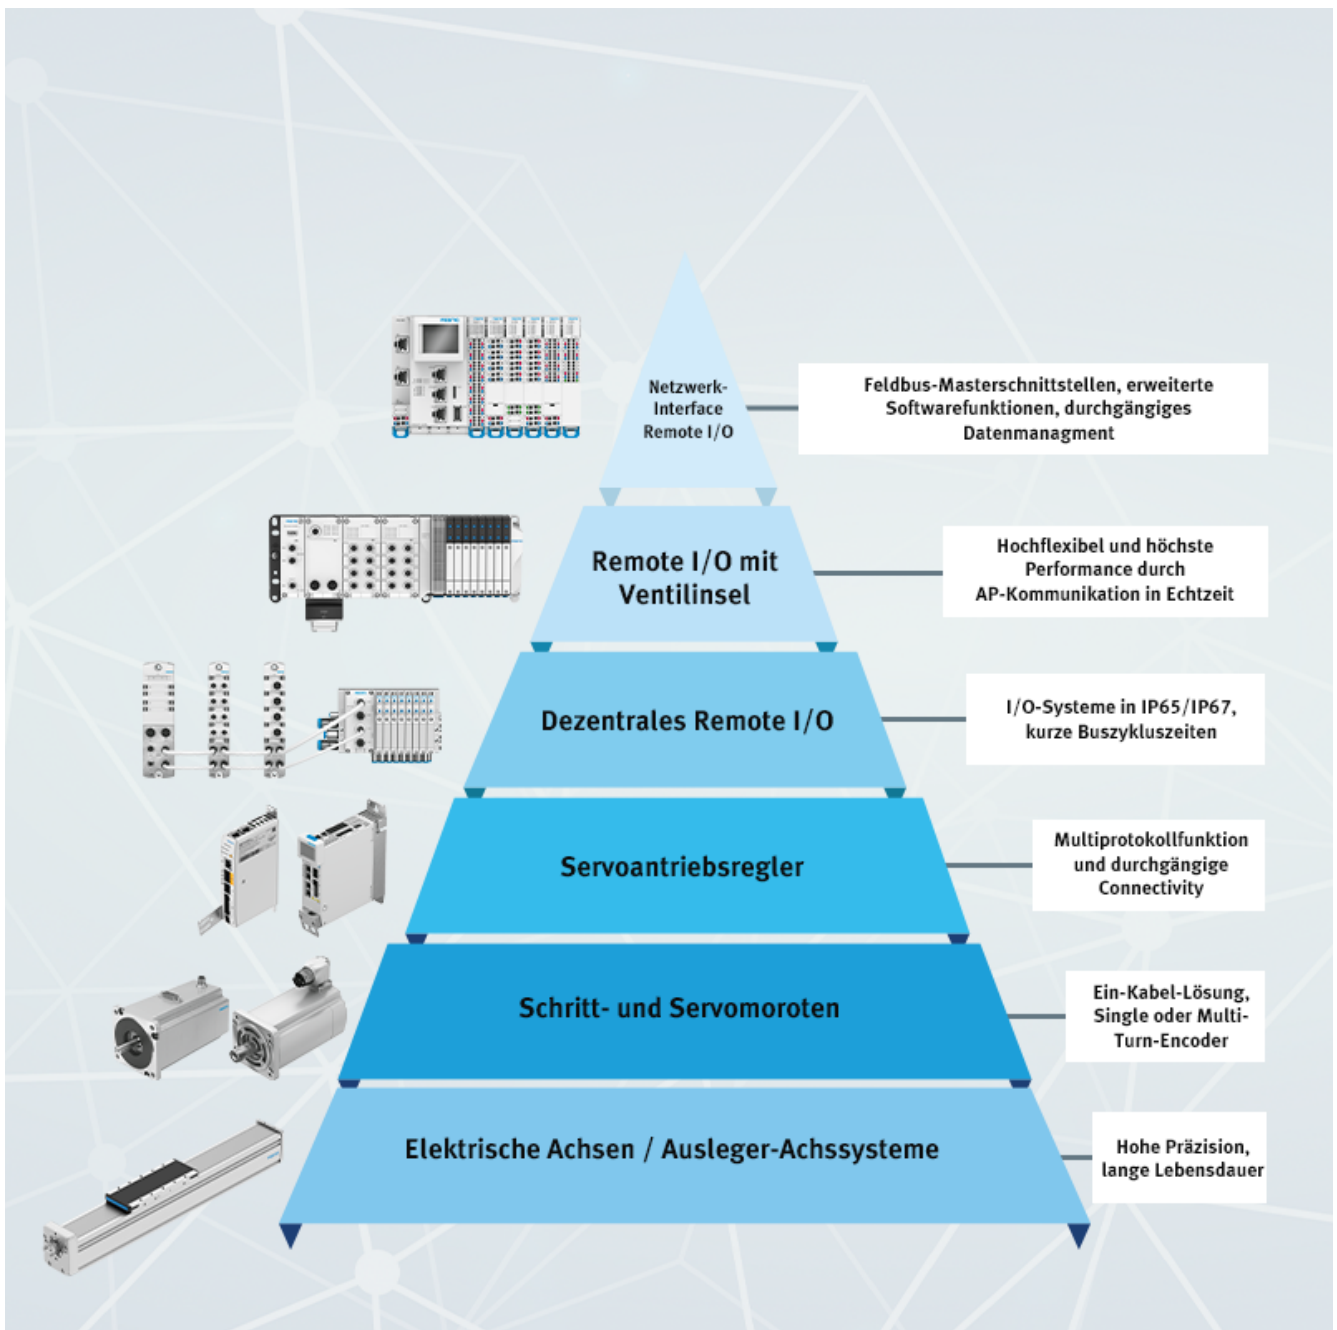 Netzwerk-
Interface
Remote I/O
Feldbus-Masterschnittstellen, erweiterte
Softwarefunktionen, durchgängiges
Datenmanagment
Remote I/O mit
Ventilinsel
Hochflexibel und höchste
Performance durch
AP-Kommunikation in Echtzeit
Dezentrales Remote I/O
I/O-Systeme in IP65/IP67,
kurze Buszykluszeiten
Servoantriebsregler
Multiprotokollfunktion
und durchgängige
Connectivity
Schritt- und Servomoroten
Ein-Kabel-Lösung,
Single oder Multi-
Turn-Encoder
Elektrische Achsen / Ausleger-Achssysteme
Hohe Präzision,
lange Lebensdauer